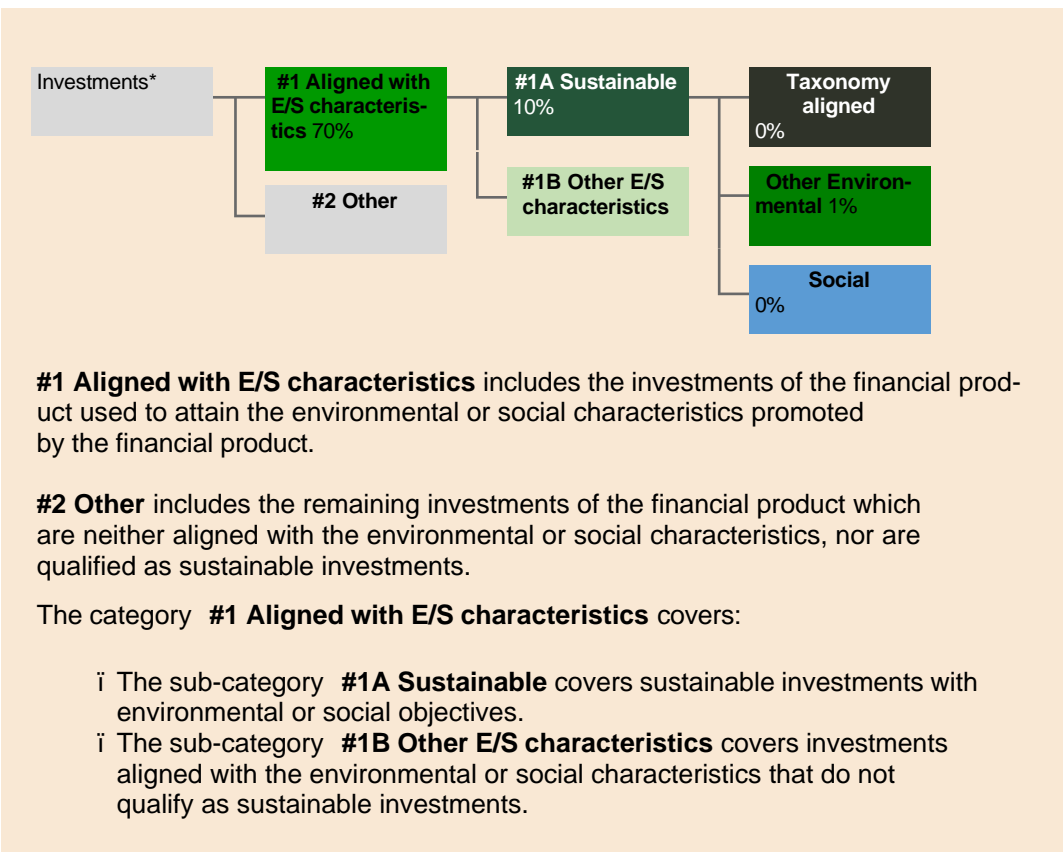 Investments*
#1 Aligned with
E/S characteris-
tics 70%
#2 Other
#1A Sustainable
10%
#1B Other E/S
characteristics
Taxonomy
aligned
0%
Other Environ-
mental 1%
Social
0%
#1 Aligned with E/S characteristics includes the investments of the financial prod-
uct used to attain the environmental or social characteristics promoted
by the financial product.
#2 Other includes the remaining investments of the financial product which
are neither aligned with the environmental or social characteristics, nor are
qualified as sustainable investments.
The category #1 Aligned with E/S characteristics covers:
ï The sub-category #1A Sustainable covers sustainable investments with
environmental or social objectives.
ï The sub-category #1B Other E/S characteristics covers investments
aligned with the environmental or social characteristics that do not
qualify as sustainable investments.